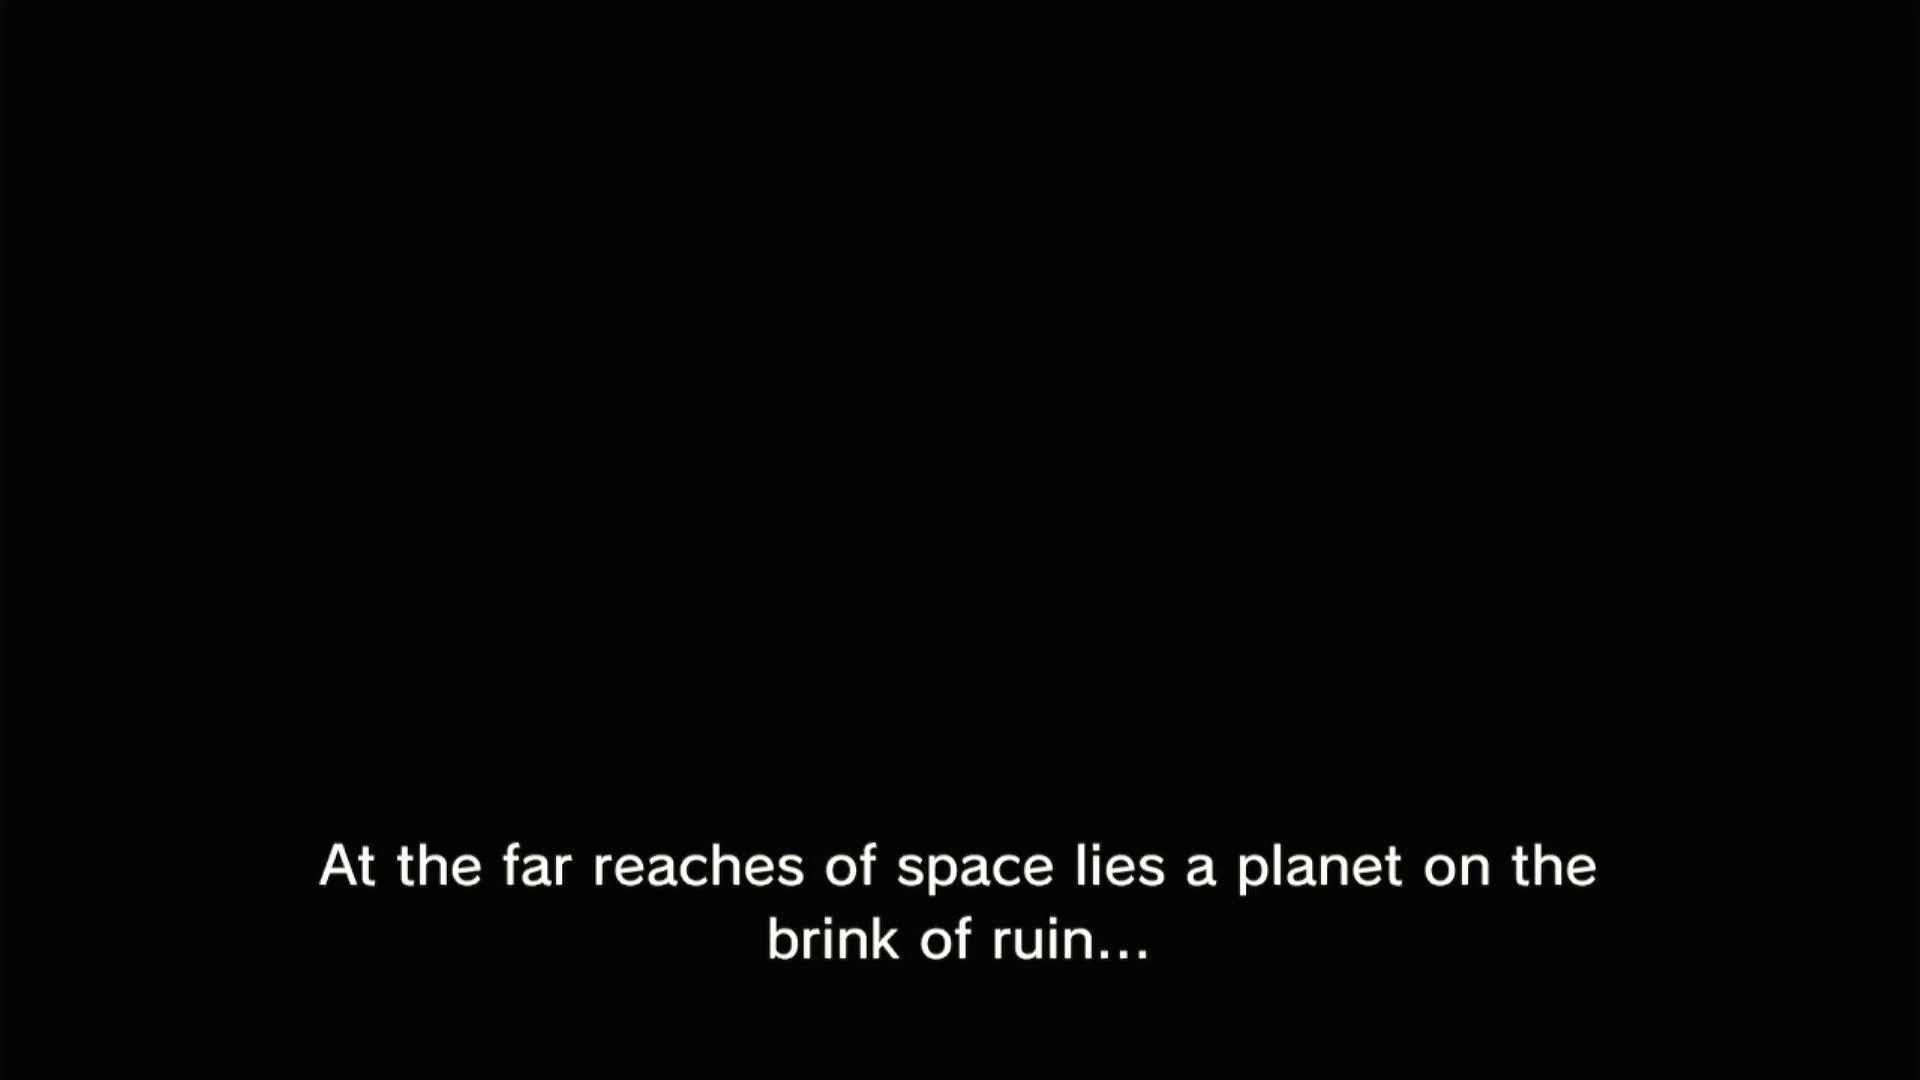 At the far reaches of space lies a planet on the
brink of ruin...